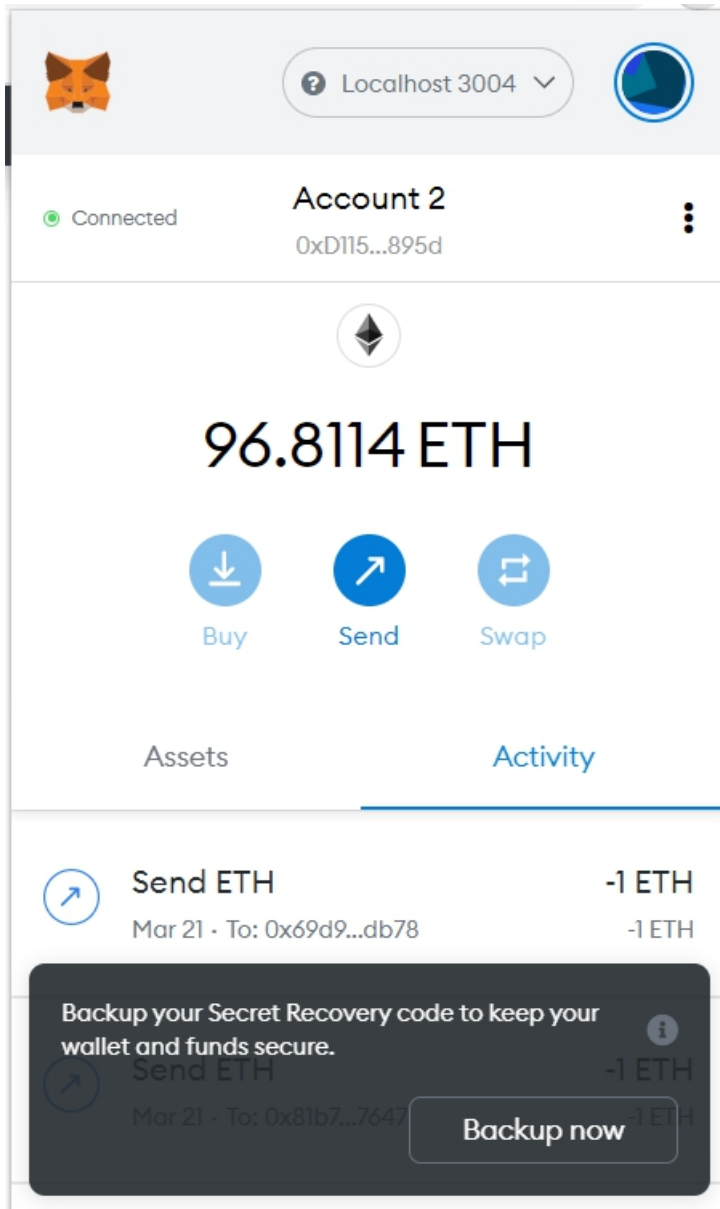 Localhost 3004
Connected
Account 2
0xD115...895d
96.8114 ETH
Buy
Send
Swap
Assets
Activity
Send ETH
-1 ETH
Mar 21 · To: 0x69d9...db78
-1 ETH
Backup your Secret Recovery code to keep your
wallet and funds secure.
Send ETH
-1 ETH
Mar 21 · To: 0x81b7...7647
-1 ETH
Backup now